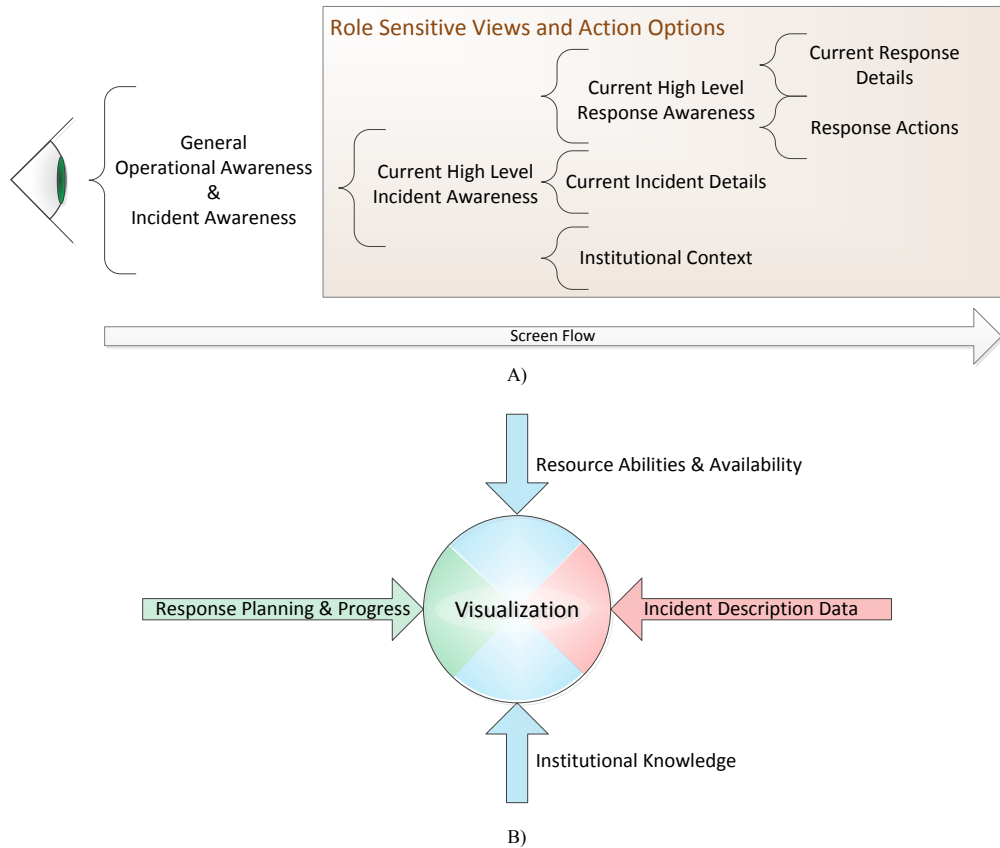 Role Sensitive Views and Action Options
General
Operational Awareness
&
Incident Awareness
Current High Level
Incident Awareness
Current High Level
Response Awareness
Current Incident Details
Institutional Context
Current Response
Details
Response Actions
Screen Flow
A)
Resource Abilities & Availability
Response Planning & Progress
Visualization
Incident Description Data
Institutional Knowledge
B)